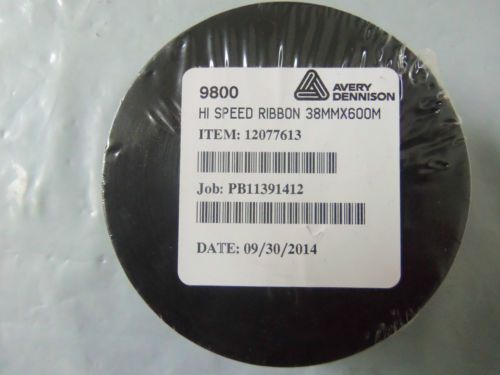 9800
AVERY
DENNISON
HI SPEED RIBBON 38MMX600M
ITEM: 12077613
Job: PB11391412
DATE: 09/30/2014